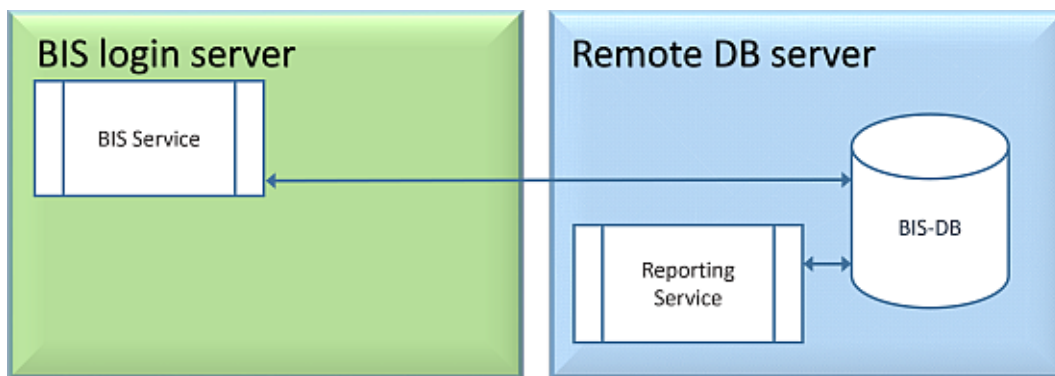 BIS login server
BIS Service
Remote DB server
BIS-DB
Reporting
Service